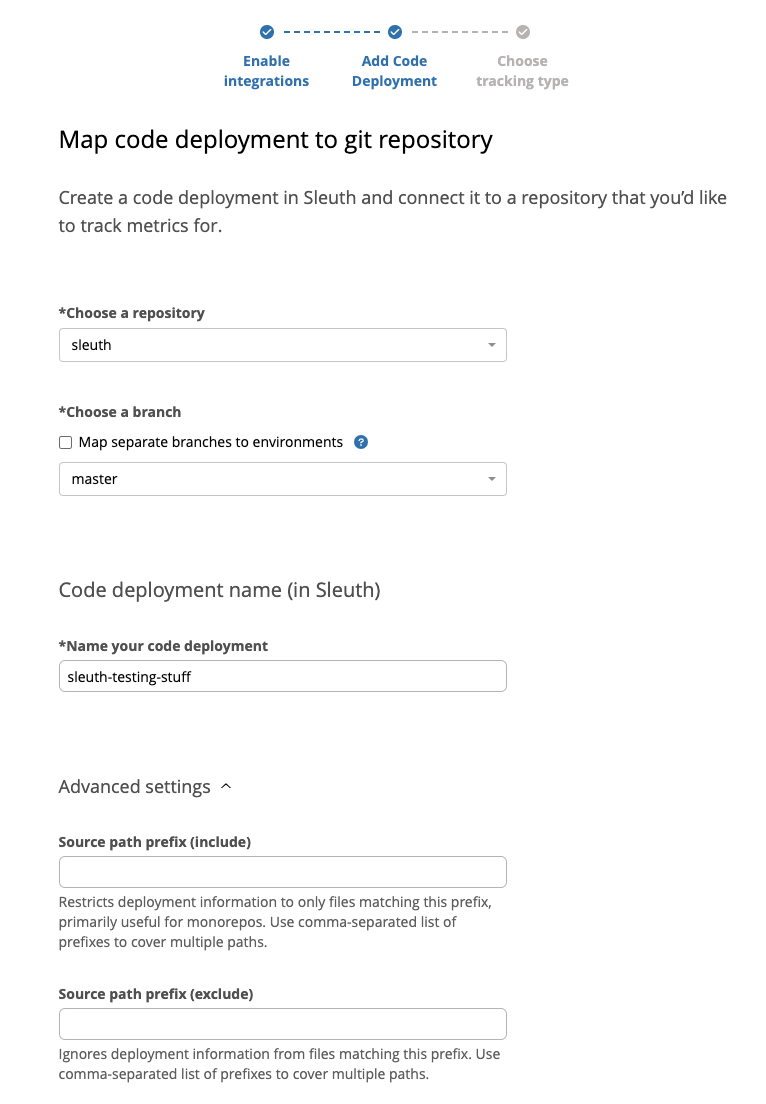 Enable
integrations
Add Code
Deployment
Choose
tracking type
Map code deployment to git repository
Create a code deployment in Sleuth and connect it to a repository that you’d like
to track metrics for.
*Choose a repository
sleuth
*Choose a branch
Map separate branches to environments ?
master
Code deployment name (in Sleuth)
*Name your code deployment
sleuth-testing-stuff
Advanced settings
Source path prefix (include)
Restricts deployment information to only files matching this prefix,
primarily useful for monorepos. Use comma-separated list of
prefixes to cover multiple paths.
Source path prefix (exclude)
Ignores deployment information from files matching this prefix. Use
comma-separated list of prefixes to cover multiple paths.